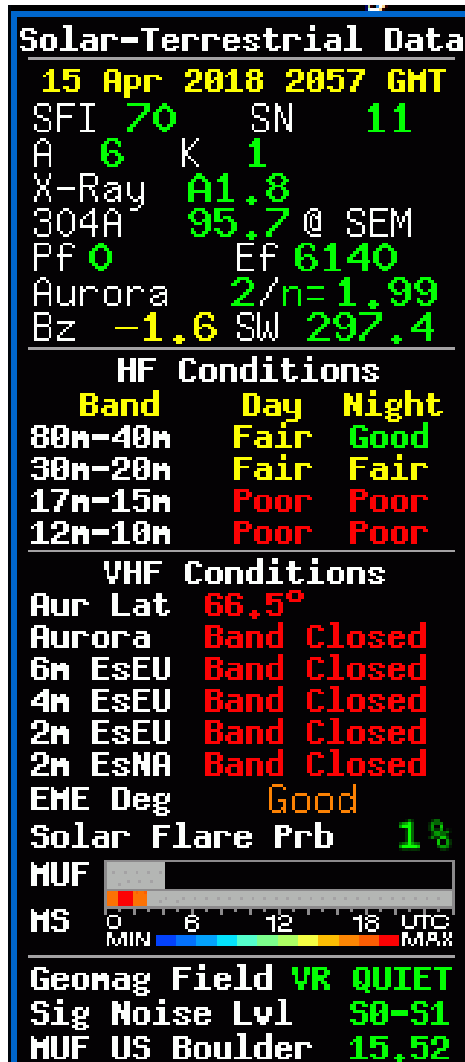 Solar-Terrestrial Data
15 Apr 2018 2057 GMT
SFI 70 SN 11
A 6 K 1
X-Ray A1.8
304A 95.7 @ SEM
Pf 0 Ef 6140
Aurora 2/n=1.99
Bz -1.6 SW 297.4
HF Conditions
Band Day Night
80m-40m Fair Good
30m-20m Fair Fair
17m-15m Poor Poor
12m-10m Poor Poor
VHF Conditions
Aur Lat 66.5°
Aurora Band Closed
6m EsEU Band Closed
4m EsEU Band Closed
2m EsEU Band Closed
2m EsNA Band Closed
EME Deg Good
Solar Flare Prb 1%
MUF
MS 0 6 12 18 UTC
MIN MAX
Geomag Field VR QUIET
Sig Noise Lvl S0-S1
MUF US Boulder 15.52